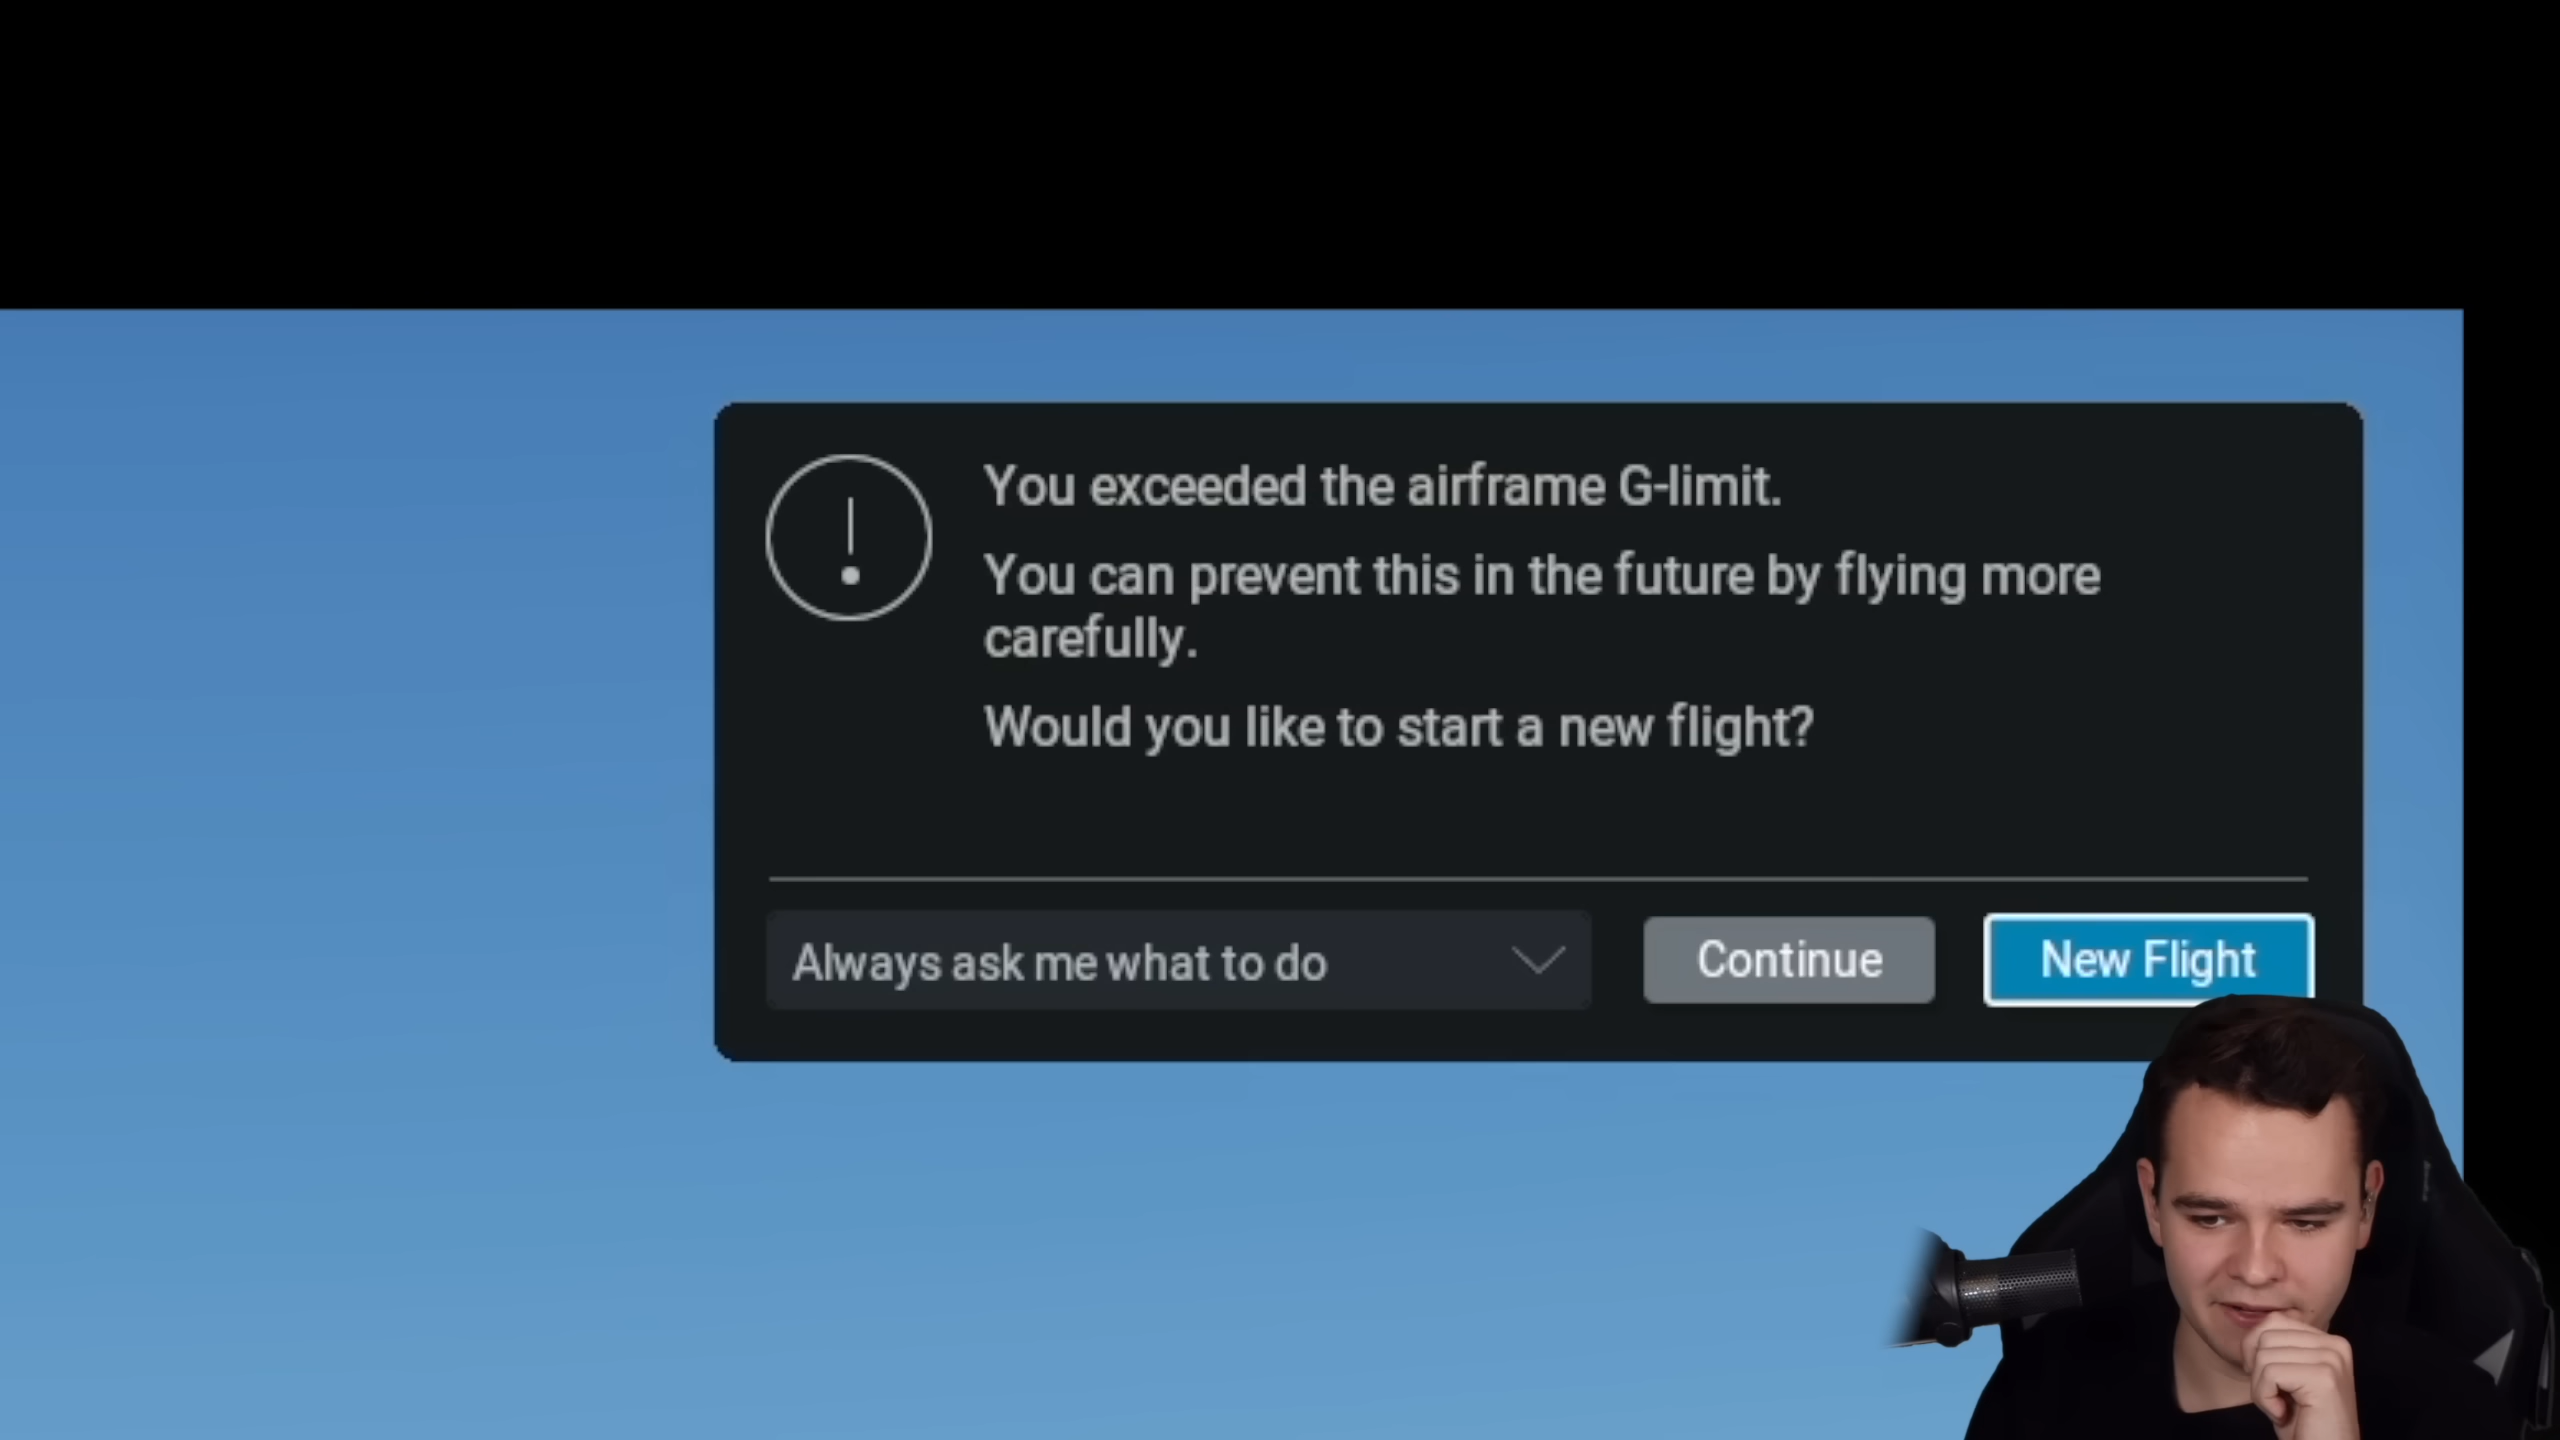 You exceeded the airframe G-limit.
You can prevent this in the future by flying more
carefully.
Would you like to start a new flight?
Always ask me what to do
Continue
New Flight